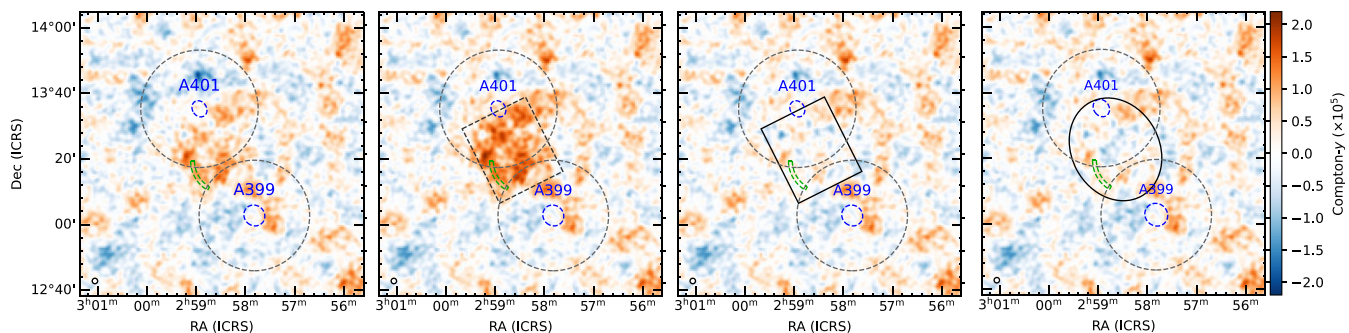 14°00'
13°40'
20'
00'
12°40'
Dec (ICRS)
A401
A399
3h01m 00m 2h59m 58m 57m 56m
RA (ICRS)
A401
A399
3h01m 00m 2h59m 58m 57m 56m
RA (ICRS)
A401
A399
3h01m 00m 2h59m 58m 57m 56m
RA (ICRS)
A401
A399
3h01m 00m 2h59m 58m 57m 56m
RA (ICRS)
2.0
1.5
1.0
0.5
0.0
−0.5
−1.0
−1.5
−2.0
Compton-y (×10⁵)